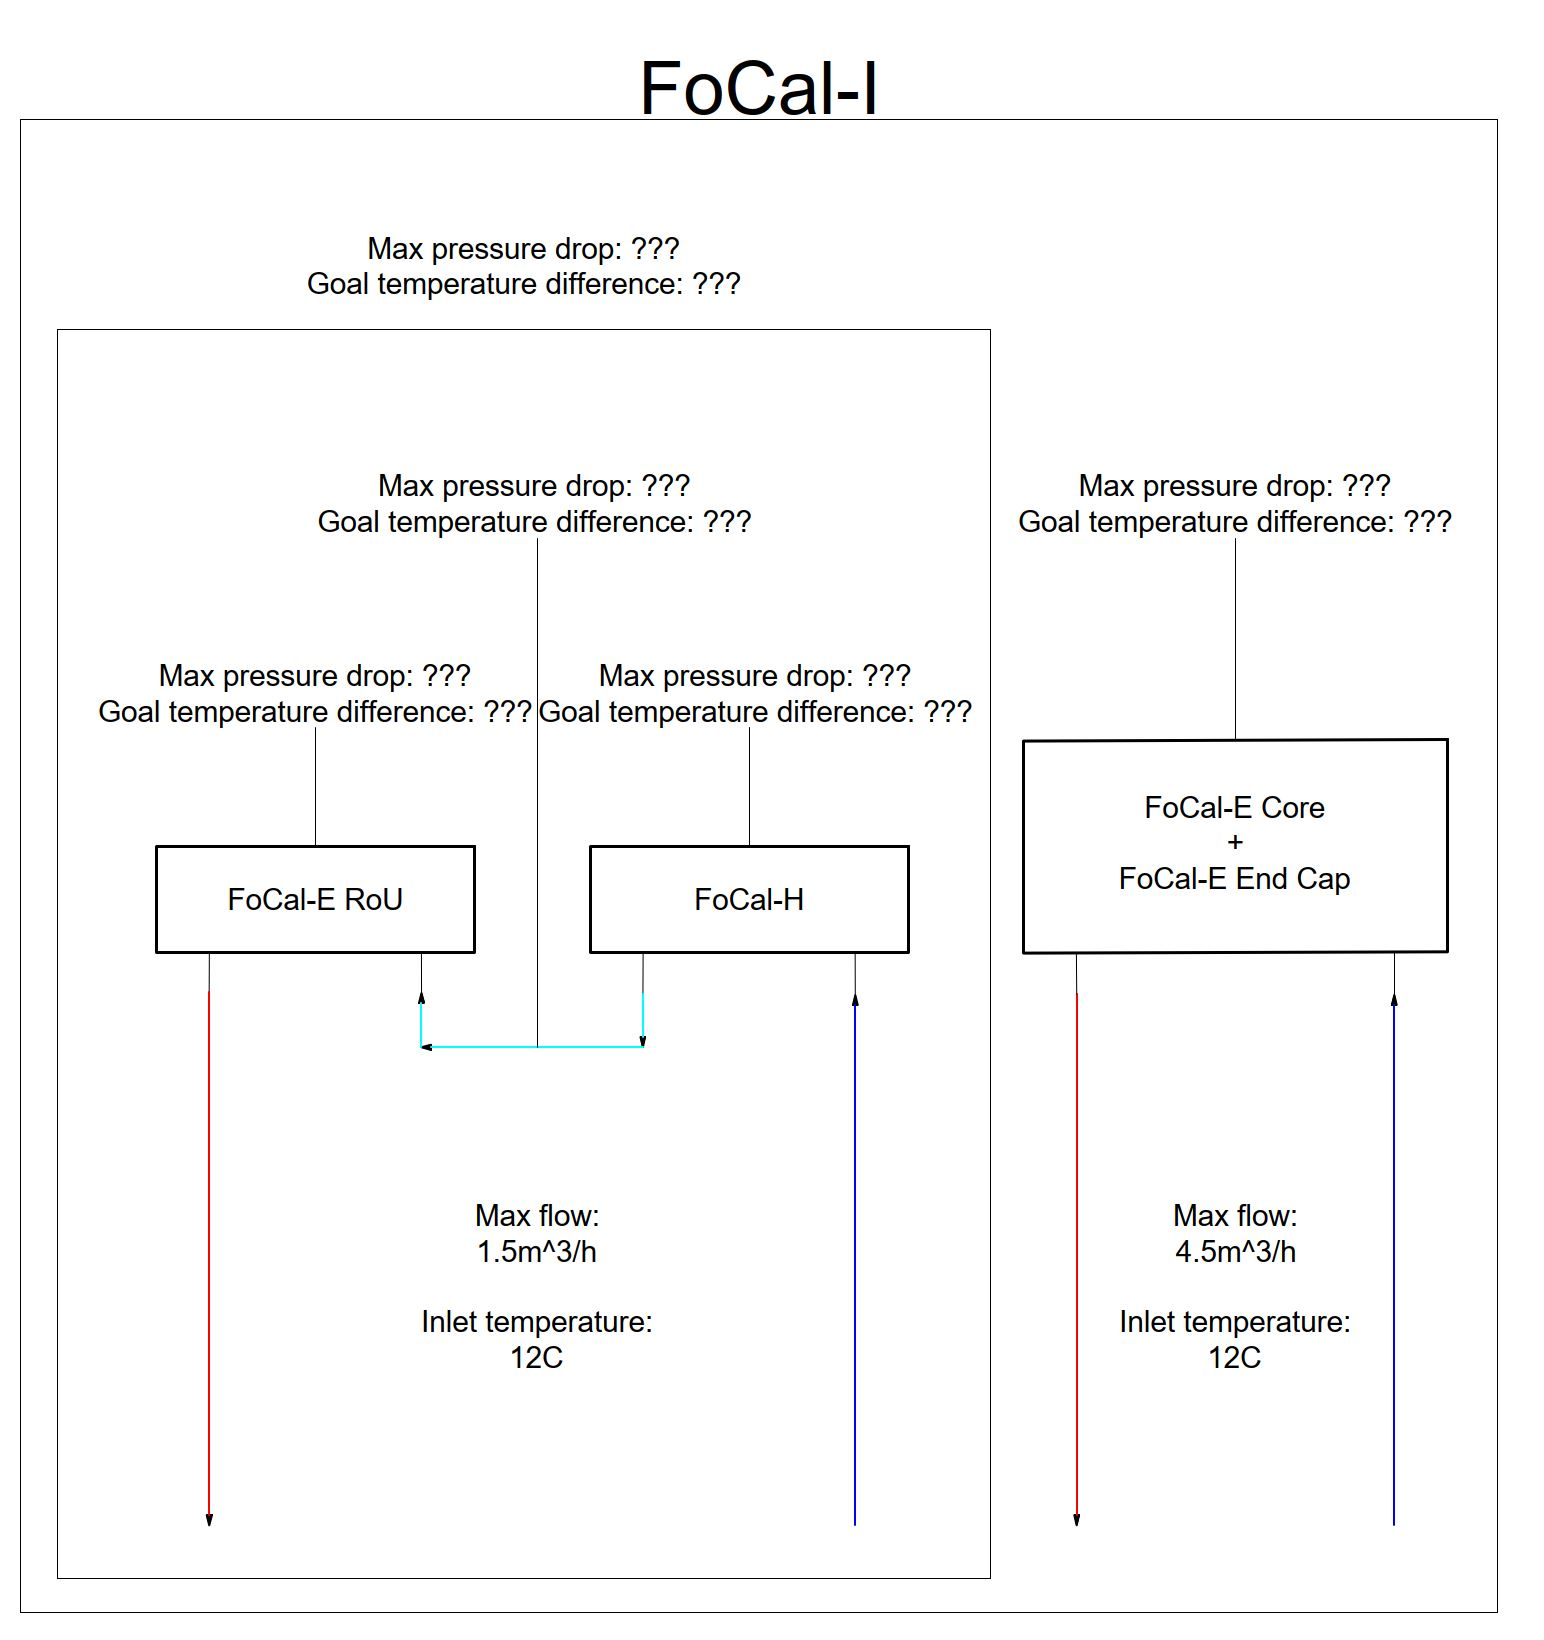 FoCal-I
Max pressure drop: ???
Goal temperature difference: ???
Max pressure drop: ???
Goal temperature difference: ???
Max pressure drop: ???
Goal temperature difference: ???
Max pressure drop: ???
Goal temperature difference: ???
Max pressure drop: ???
Goal temperature difference: ???
FoCal-E RoU
FoCal-H
FoCal-E Core
+
FoCal-E End Cap
Max flow:
1.5m^3/h
Inlet temperature:
12C
Max flow:
4.5m^3/h
Inlet temperature:
12C